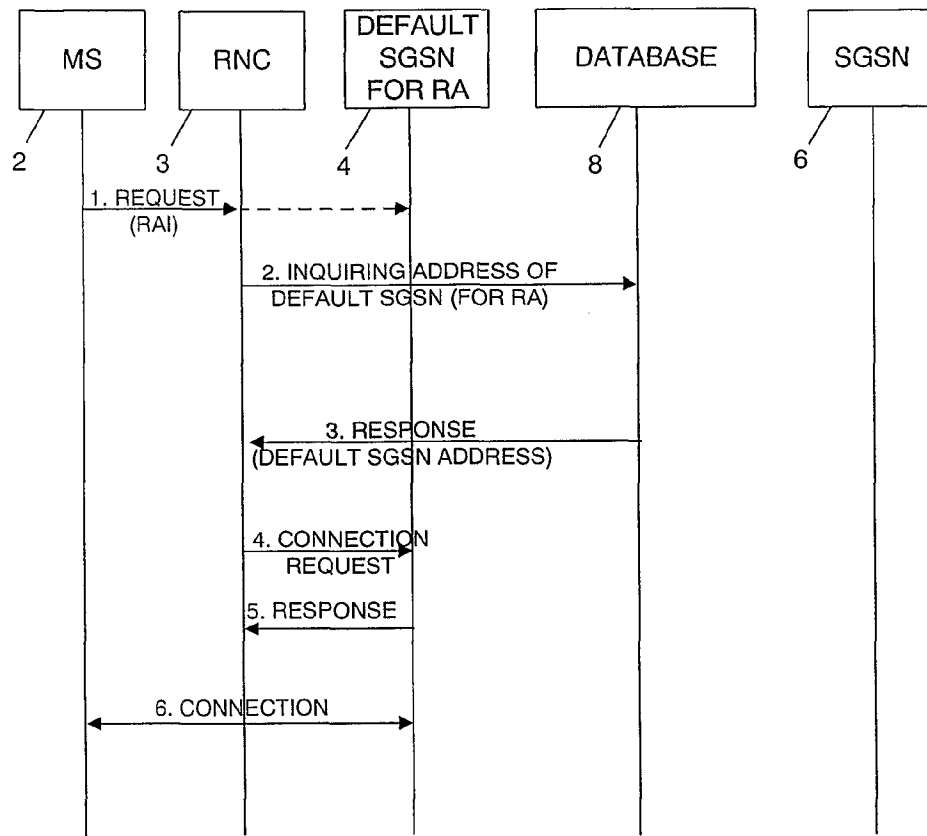 MS
RNC
DEFAULT
SGSN
FOR RA
DATABASE
SGSN
2
3
4
8
6
1. REQUEST
(RAI)
2. INQUIRING ADDRESS OF
DEFAULT SGSN (FOR RA)
3. RESPONSE
(DEFAULT SGSN ADDRESS)
4. CONNECTION
REQUEST
5. RESPONSE
6. CONNECTION